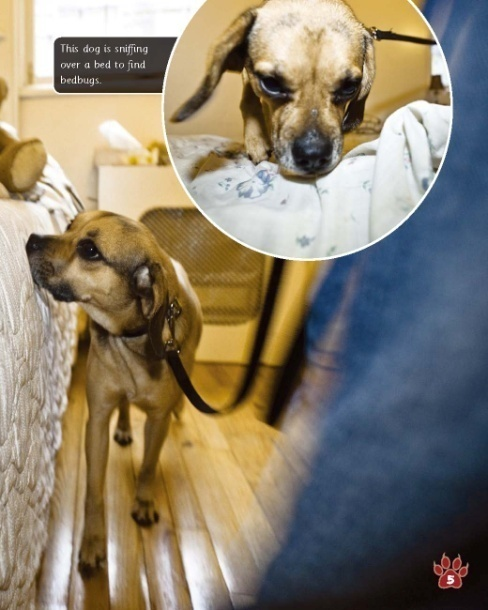 This dog is sniffing
over a bed to find
bedbugs.
5